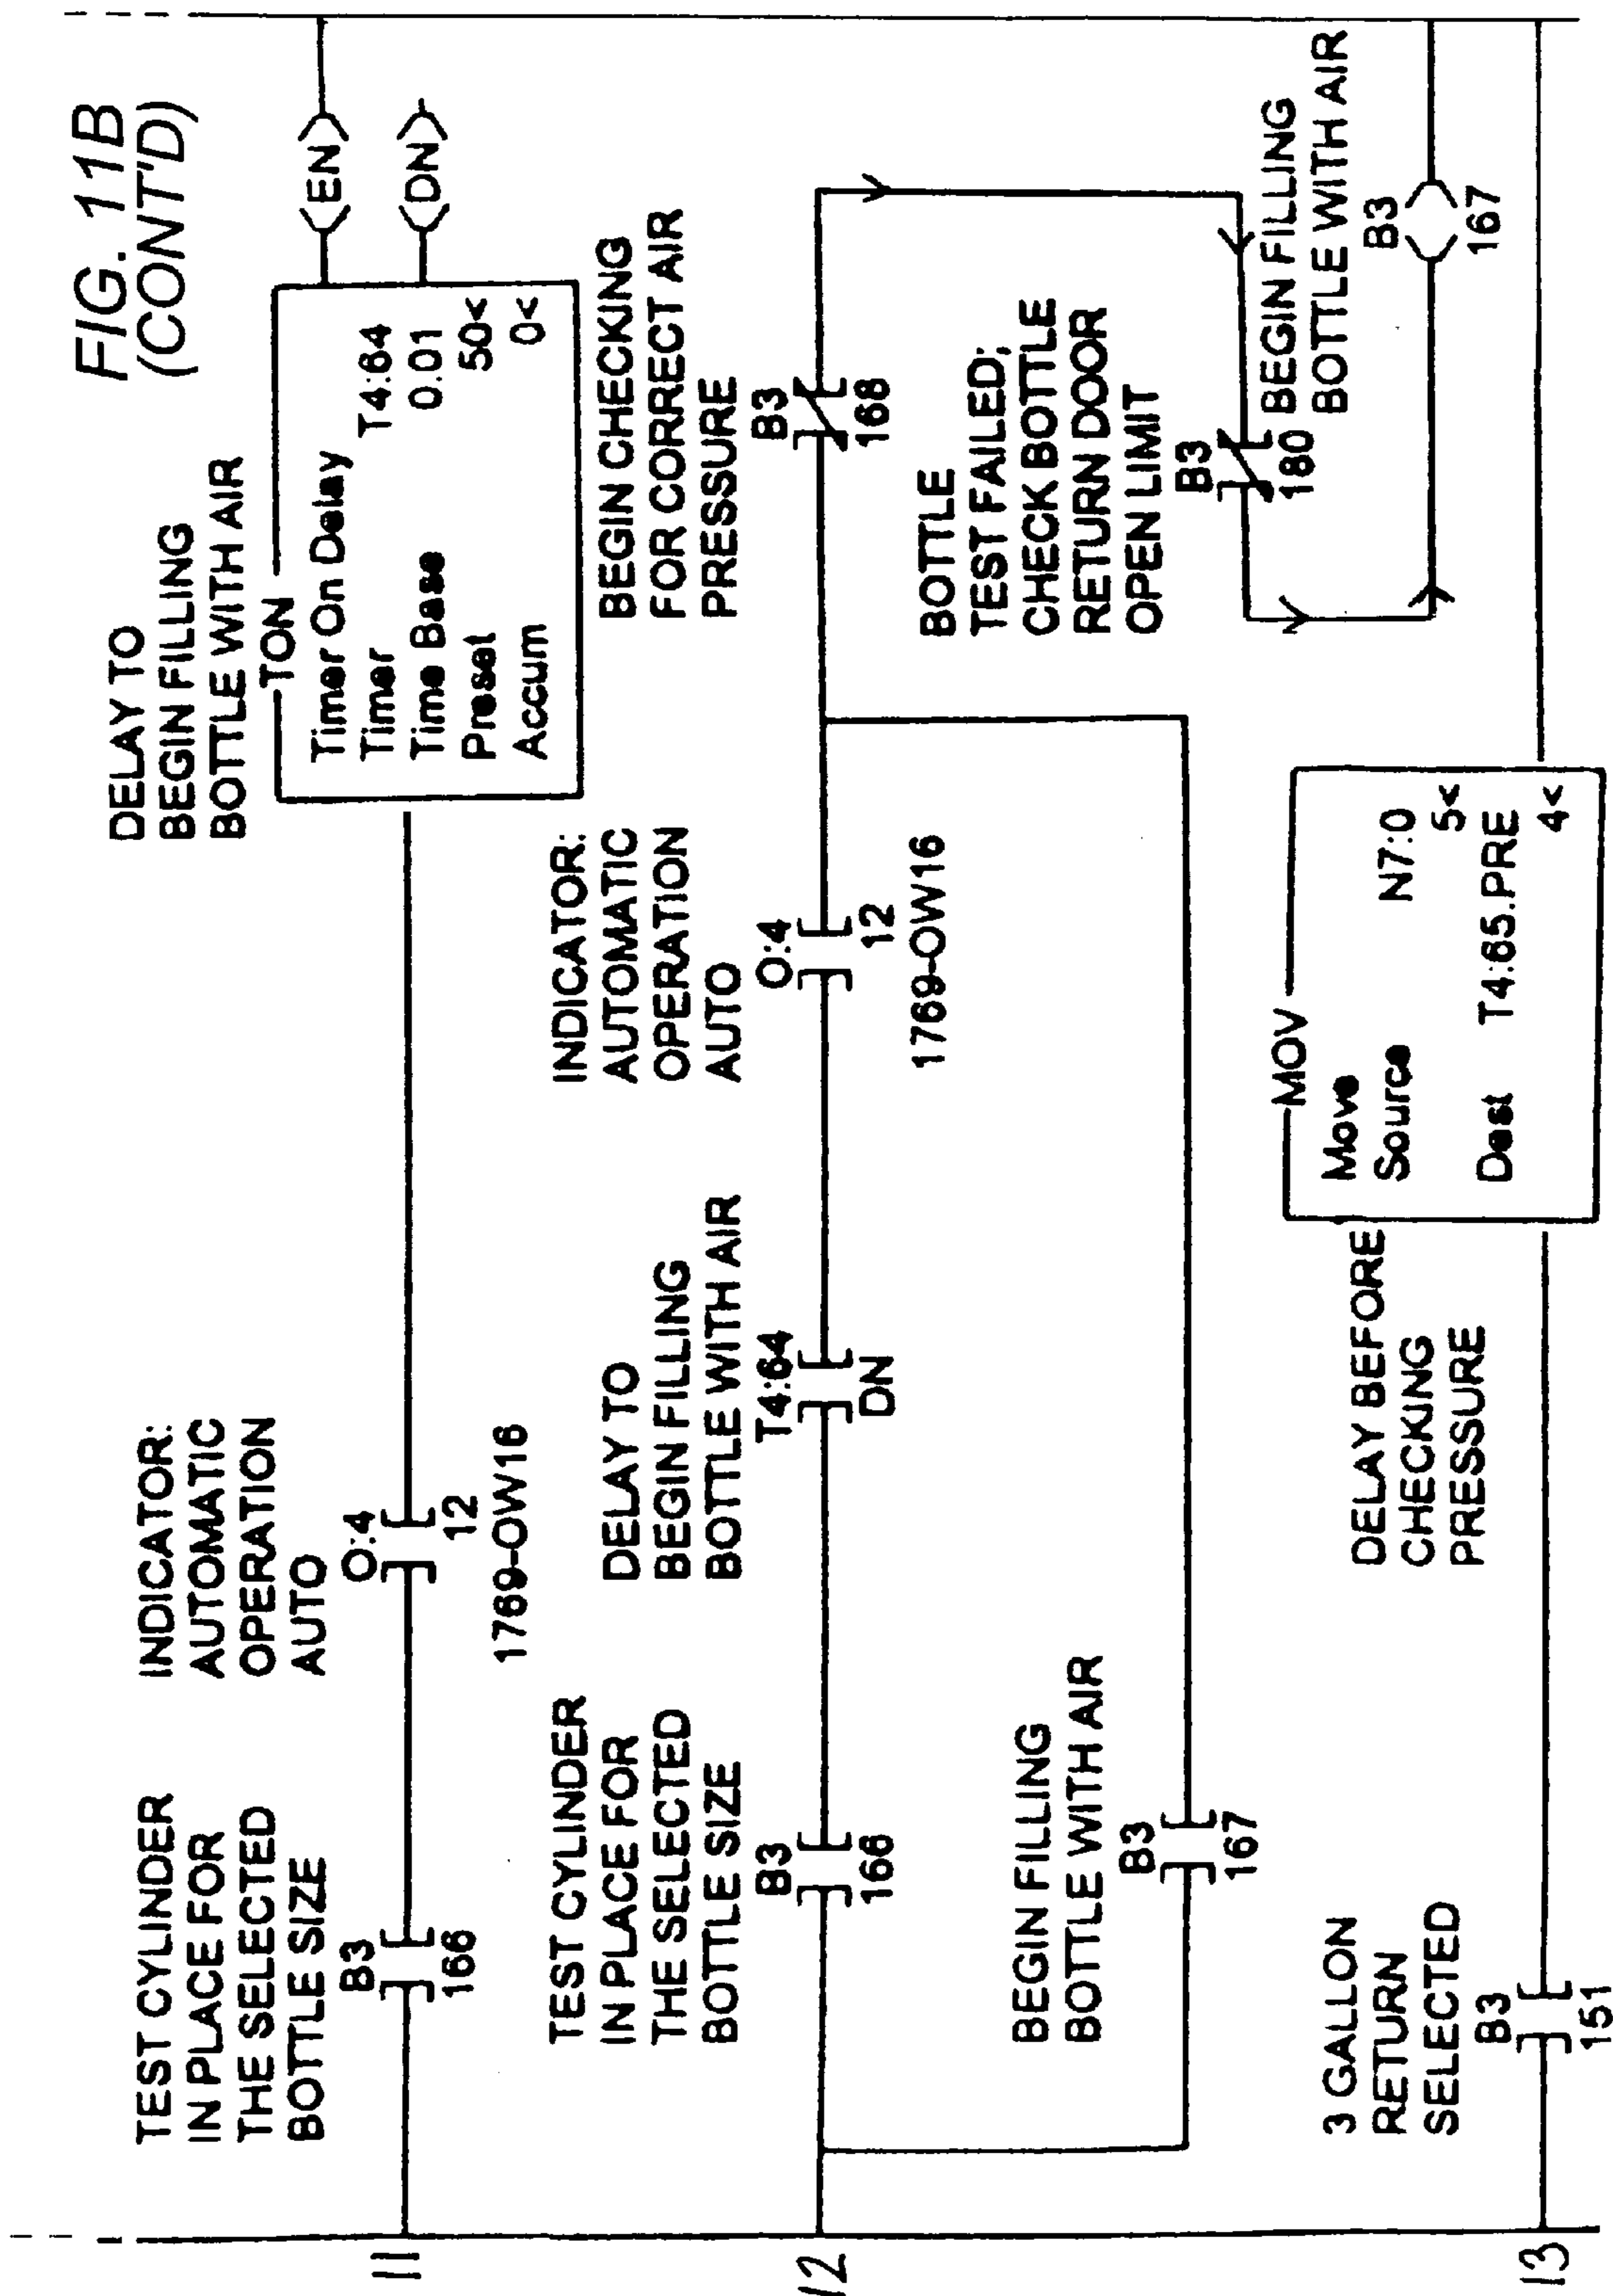 FIG. 11B
(CONT'D)
11
TEST CYLINDER
IN PLACE FOR
THE SELECTED
BOTTLE SIZE
B3
166
INDICATOR:
AUTOMATIC
OPERATION
AUTO
O:4
12
1769-OW16
DELAY TO
BEGIN FILLING
BOTTLE WITH AIR
TON
Timer On Delay
Timer T4:64
Time Base 0.01
Preset 50<
Accum 0<
EN
DN
12
TEST CYLINDER
IN PLACE FOR
THE SELECTED
BOTTLE SIZE
B3
166
DELAY TO
BEGIN FILLING
BOTTLE WITH AIR
T4:64
DN
INDICATOR:
AUTOMATIC
OPERATION
AUTO
O:4
12
1769-OW16
BEGIN CHECKING
FOR CORRECT AIR
PRESSURE
B3
168
BEGIN FILLING
BOTTLE WITH AIR
B3
167
BOTTLE
TEST FAILED;
CHECK BOTTLE
RETURN DOOR
OPEN LIMIT
B3
180
BEGIN FILLING
BOTTLE WITH AIR
B3
167
13
3 GALLON
RETURN
SELECTED
B3
151
DELAY BEFORE
CHECKING
PRESSURE
MOV
Move
Source N7:0
5<
Dest T4:65.PRE
4<